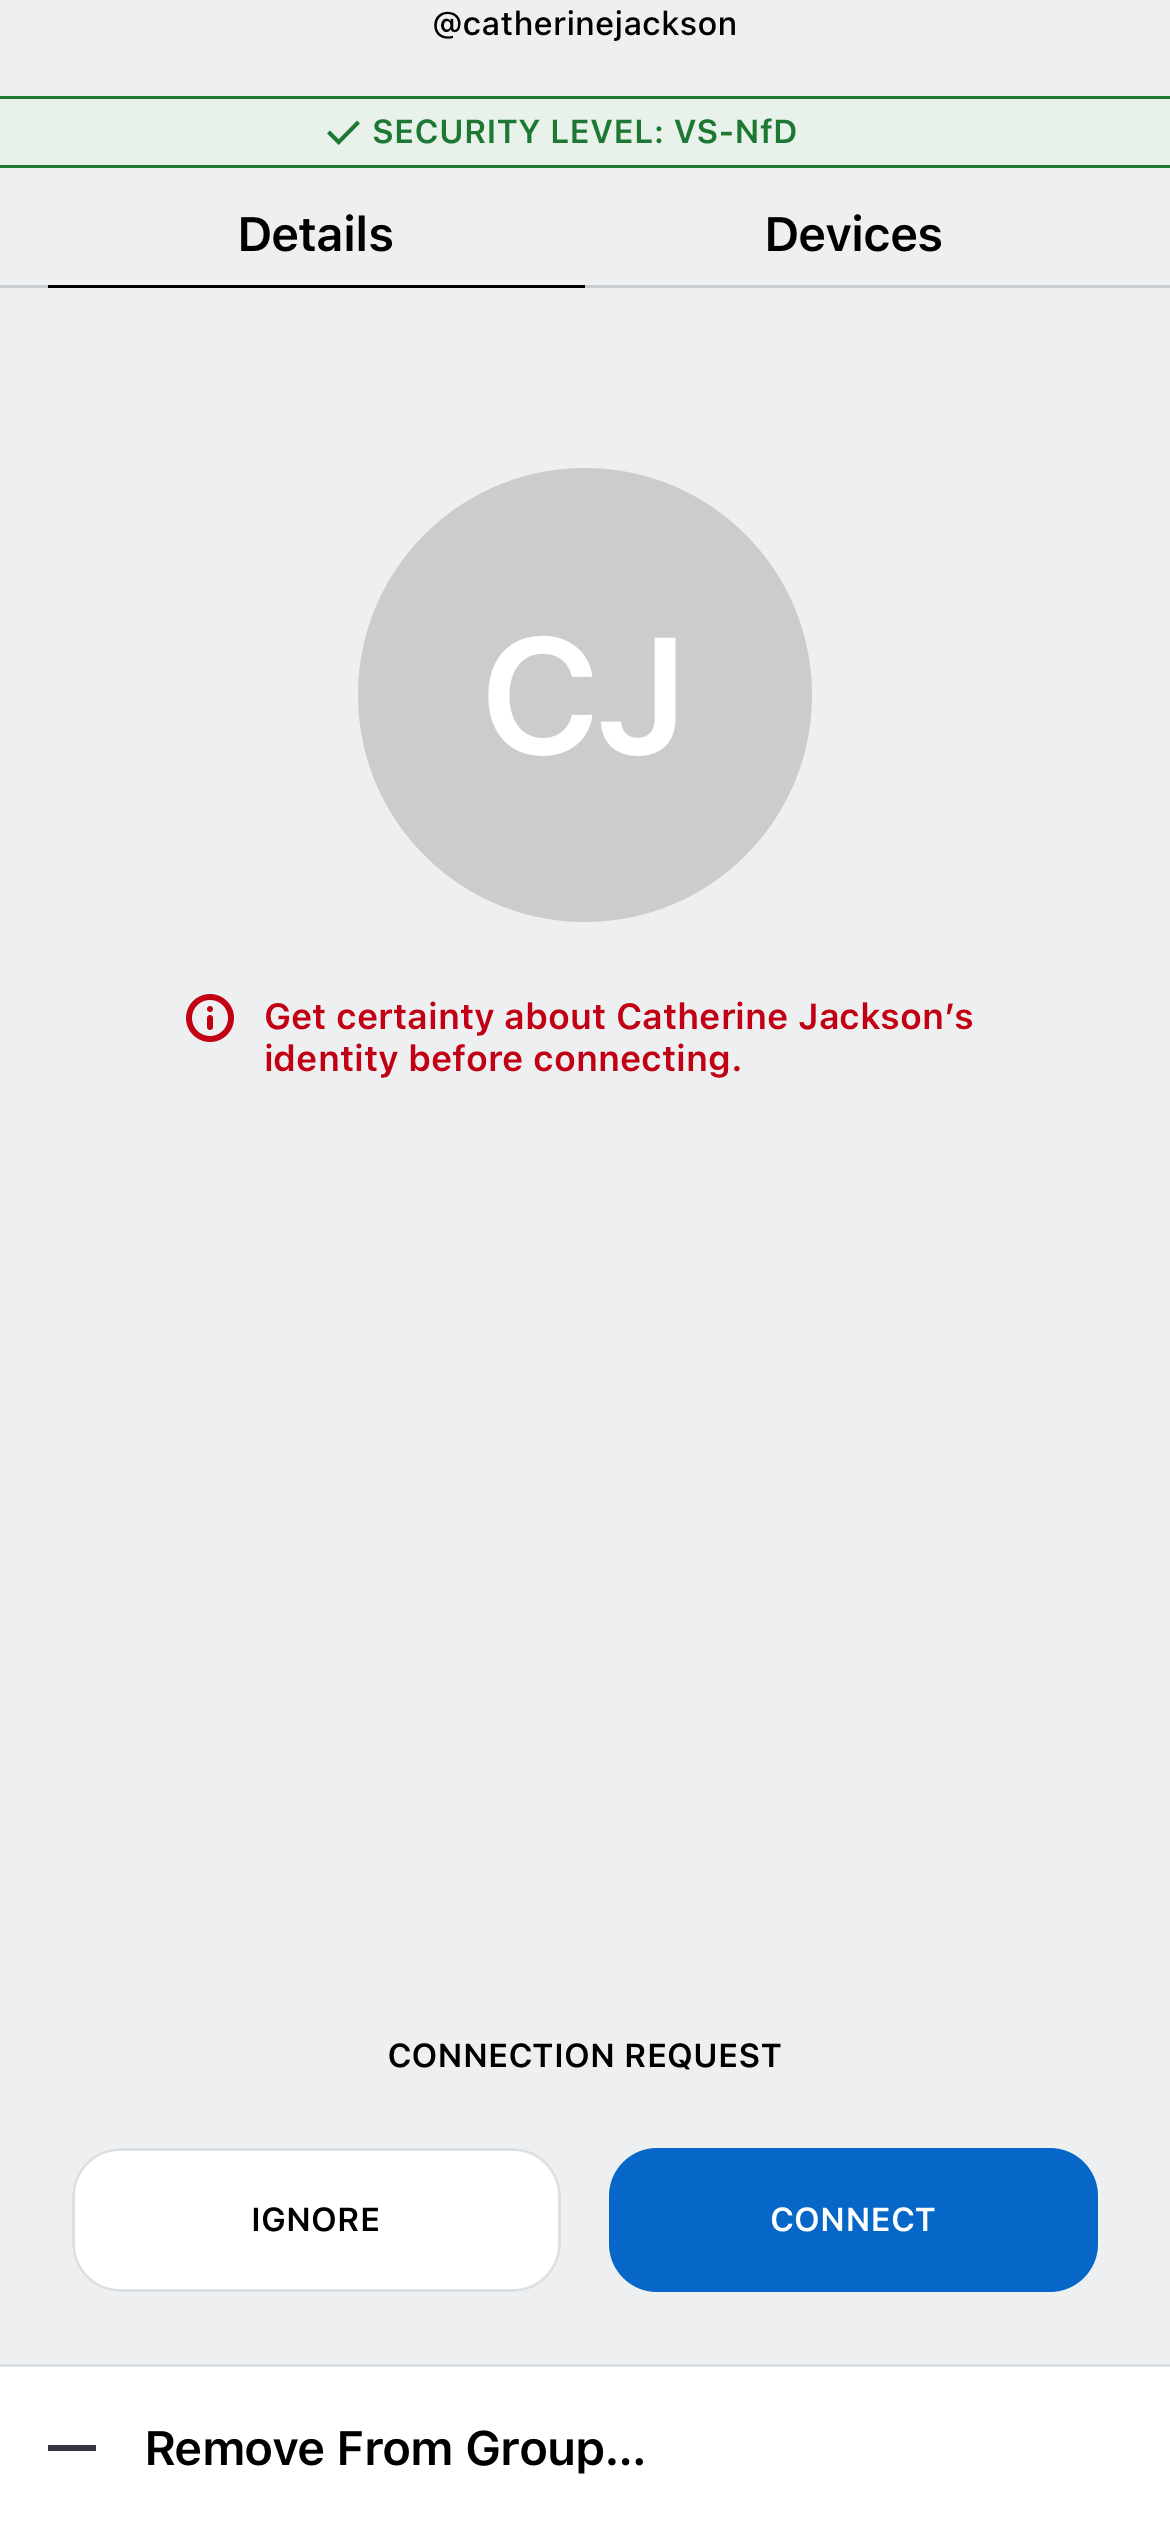 @catherinejackson
SECURITY LEVEL: VS-NfD
Details
Devices
CJ
Get certainty about Catherine Jackson’s
identity before connecting.
CONNECTION REQUEST
IGNORE
CONNECT
Remove From Group...